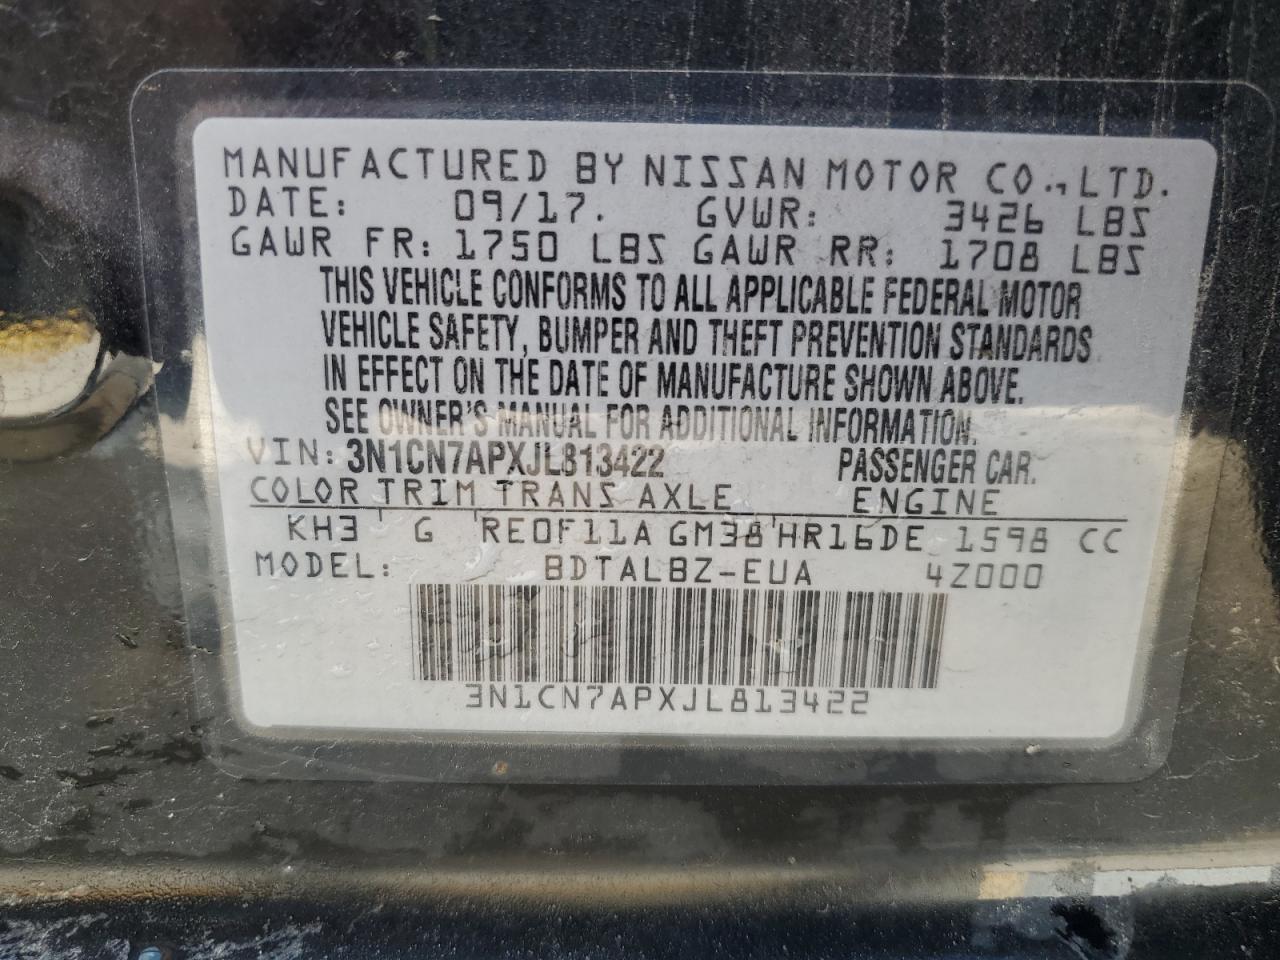 MANUFACTURED BY NISSAN MOTOR CO., LTD.
DATE: 09/17. GVWR: 3426 LBS
GAWR FR: 1750 LBS GAWR RR: 1708 LBS
THIS VEHICLE CONFORMS TO ALL APPLICABLE FEDERAL MOTOR
VEHICLE SAFETY, BUMPER AND THEFT PREVENTION STANDARDS
IN EFFECT ON THE DATE OF MANUFACTURE SHOWN ABOVE.
SEE OWNER'S MANUAL FOR ADDITIONAL INFORMATION.
VIN: 3N1CN7APXJL813422 PASSENGER CAR.
COLOR TRIM TRANS AXLE ENGINE
KH3 G RE0F11A GM38 HR16DE 1598 CC
MODEL: BDTALBZ-EUA 4Z000
3N1CN7APXJL813422